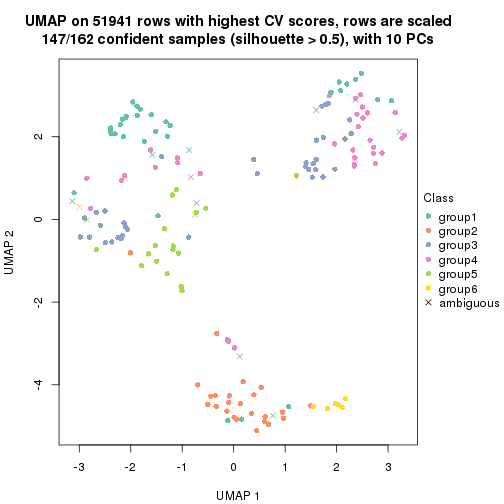 UMAP on 51941 rows with highest CV scores, rows are scaled
147/162 confident samples (silhouette > 0.5), with 10 PCs
Class
group1
group2
group3
group4
group5
group6
ambiguous
UMAP 2
2
0
-2
-4
-3 -2 -1 0 1 2 3
UMAP 1